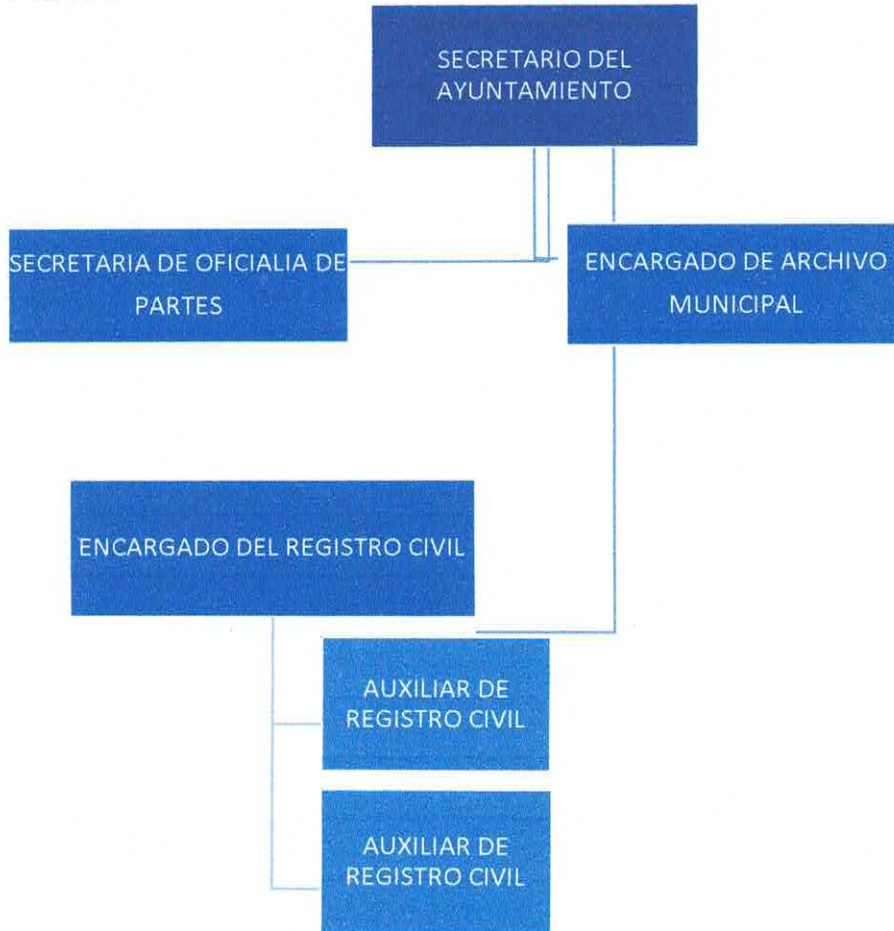 SECRETARIO DEL
AYUNTAMIENTO
SECRETARIA DE OFICIALIA DE
PARTES
ENCARGADO DE ARCHIVO
MUNICIPAL
ENCARGADO DEL REGISTRO CIVIL
AUXILIAR DE
REGISTRO CIVIL
AUXILIAR DE
REGISTRO CIVIL